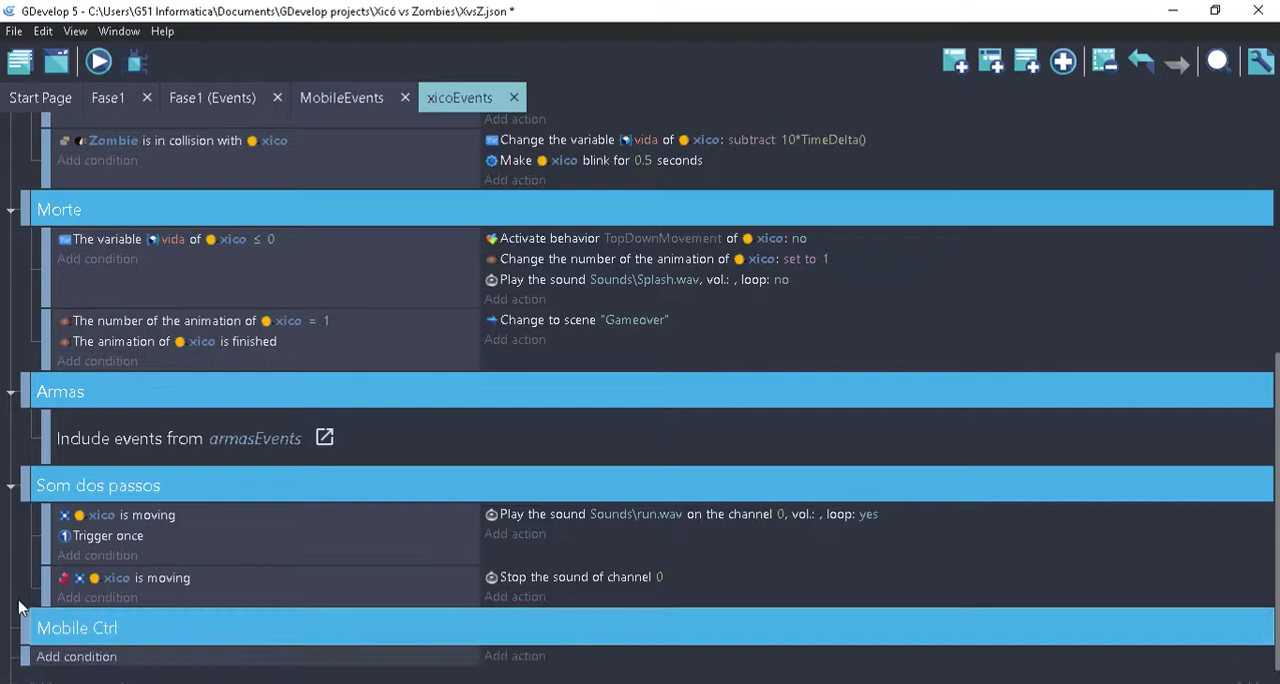 GDevelop 5 - C:\Users\G51 Informatica\Documents\GDevelop projects\Xicó vs Zombies\XvsZ.json *
File Edit View Window Help
Start Page Fase1 Fase1 (Events) MobileEvents xicoEvents
Add action
Zombie is in collision with xico
Change the variable vida of xico: subtract 10*TimeDelta()
Add condition
Make xico blink for 0.5 seconds
Add action
Morte
The variable vida of xico ≤ 0
Activate behavior TopDownMovement of xico: no
Add condition
Change the number of the animation of xico: set to 1
Play the sound Sounds\Splash.wav, vol.: , loop: no
Add action
The number of the animation of xico = 1
Change to scene "Gameover"
The animation of xico is finished
Add action
Add condition
Armas
Include events from armasEvents
Som dos passos
xico is moving
Play the sound Sounds\run.wav on the channel 0, vol.: , loop: yes
Trigger once
Add action
Add condition
xico is moving
Stop the sound of channel 0
Add condition
Add action
Mobile Ctrl
Add condition
Add action